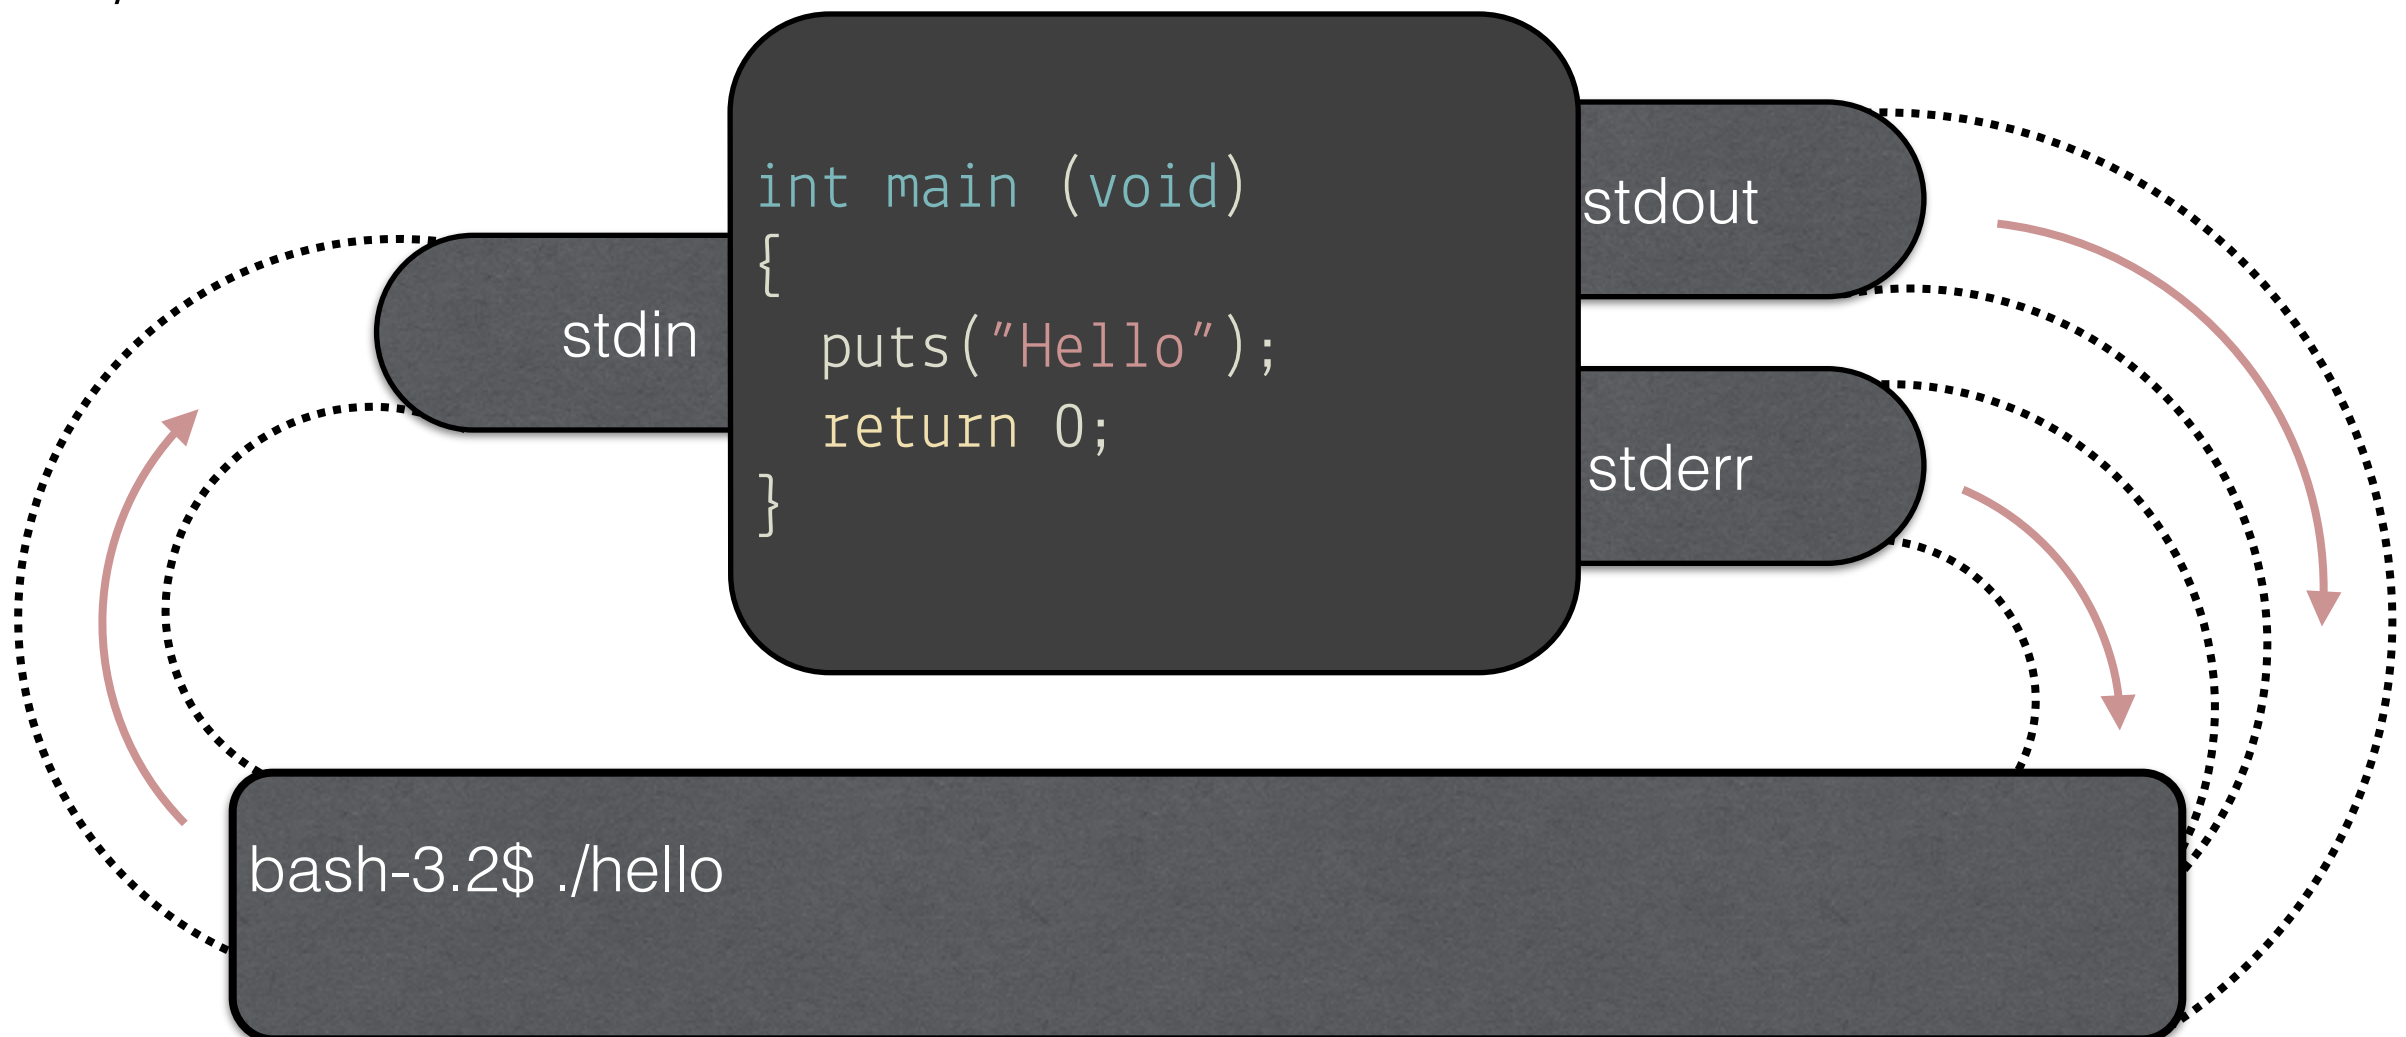 int main (void)
{
puts("Hello");
return 0;
}
stdin
stdout
stderr
bash-3.2$ ./hello